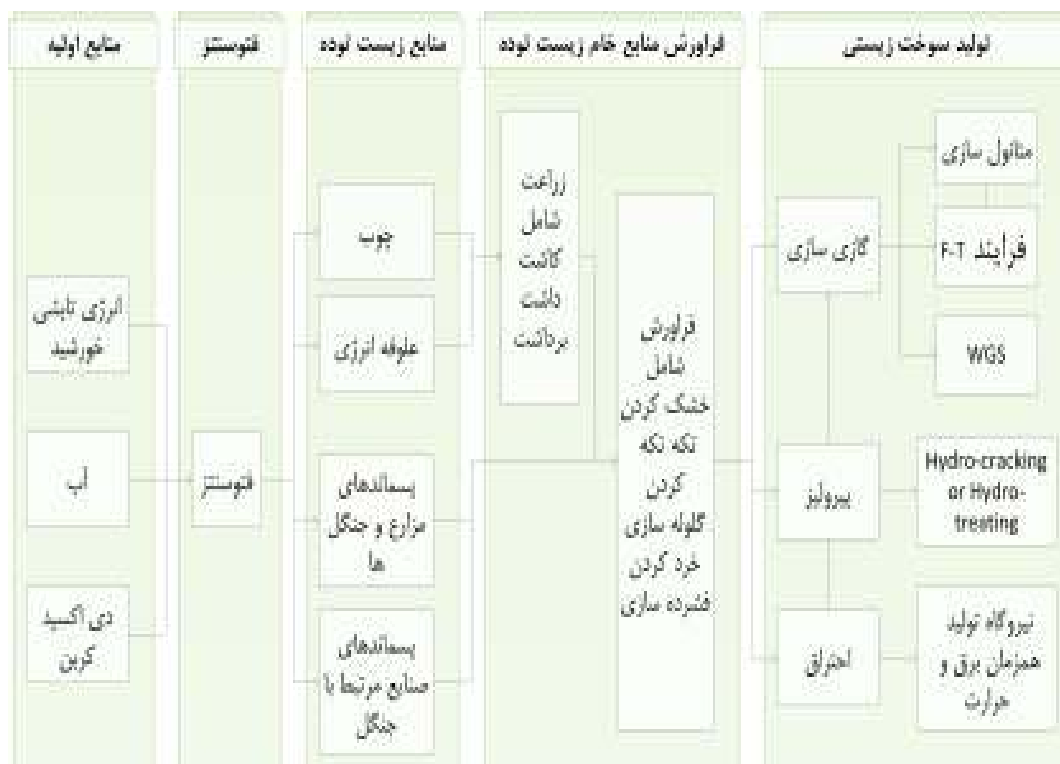 منابع اولیه
انرژی تابشی
خورشید
آب
دی اکسید
کربن
فتوسنتز
فتوسنتز
منابع زیست توده
چوب
علوفه انرژی
پسماندهای
مزارع و جنگل
ها
پسماندهای
صنایع مرتبط با
جنگل
فراورش منابع خام زیست توده
زراعت
شامل
کاشت
داشت
برداشت
فراورش
شامل
خشک کردن
تکه تکه
کردن
گلوله سازی
خرد کردن
فشرده سازی
تولید سوخت زیستی
گازی سازی
متانول سازی
فرایند F-T
WGS
پیرولیز
Hydro-cracking
or Hydro-
treating
احتراق
نیروگاه تولید
همزمان برق و
حرارت